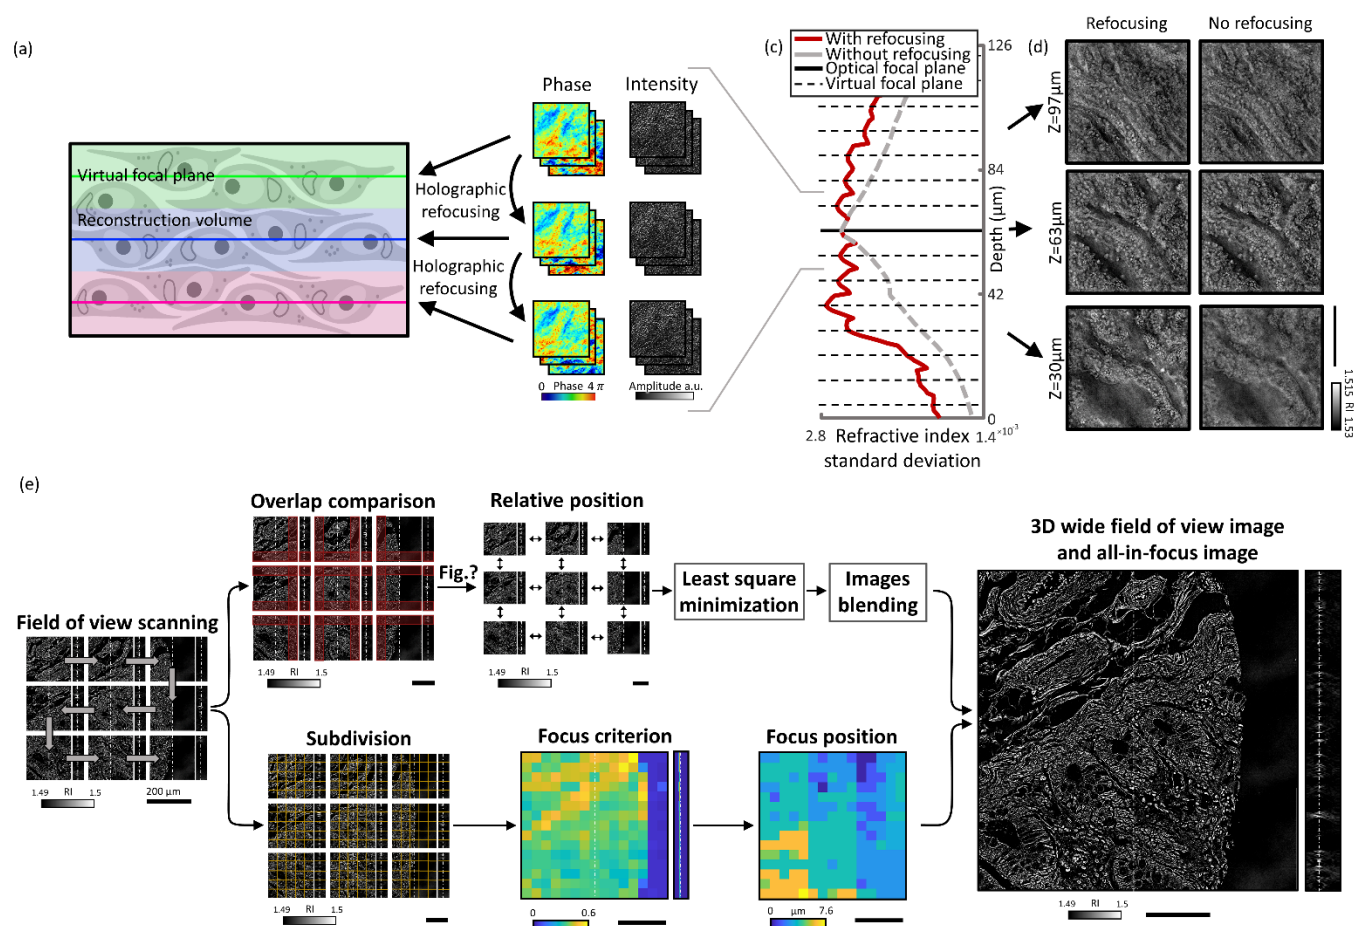 (a)
Phase
Intensity
Virtual focal plane
Reconstruction volume
Holographic
refocusing
Holographic
refocusing
0 Phase 4 π
Amplitude a.u.
(c)
With refocusing
Without refocusing
Optical focal plane
Virtual focal plane
126
84
42
0
Depth (μm)
2.8
1.4
×10⁻³
Refractive index
standard deviation
(d)
Refocusing
No refocusing
Z=97μm
Z=63μm
Z=30μm
1.515 RI 1.53
(e)
Field of view scanning
1.49 RI 1.5
200 μm
Overlap comparison
1.49 RI 1.5
Fig.?
Relative position
1.49 RI 1.5
Least square
minimization
Images
blending
Subdivision
1.49 RI 1.5
Focus criterion
0 0.6
Focus position
0 μm 7.6
3D wide field of view image
and all-in-focus image
1.49 RI 1.5